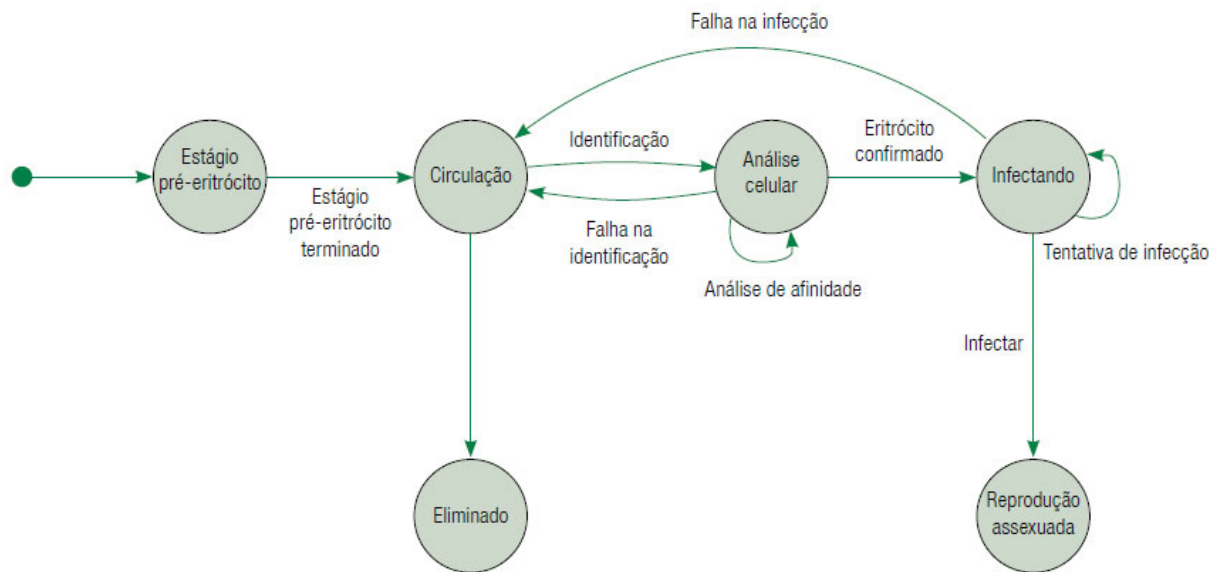 Falha na infecção
Estágio
pré-eritrócito
Estágio
pré-eritrócito
terminado
Circulação
Identificação
Falha na
identificação
Análise
celular
Análise de afinidade
Eritrócito
confirmado
Infectando
Tentativa de infecção
Infectar
Eliminado
Reprodução
assexuada